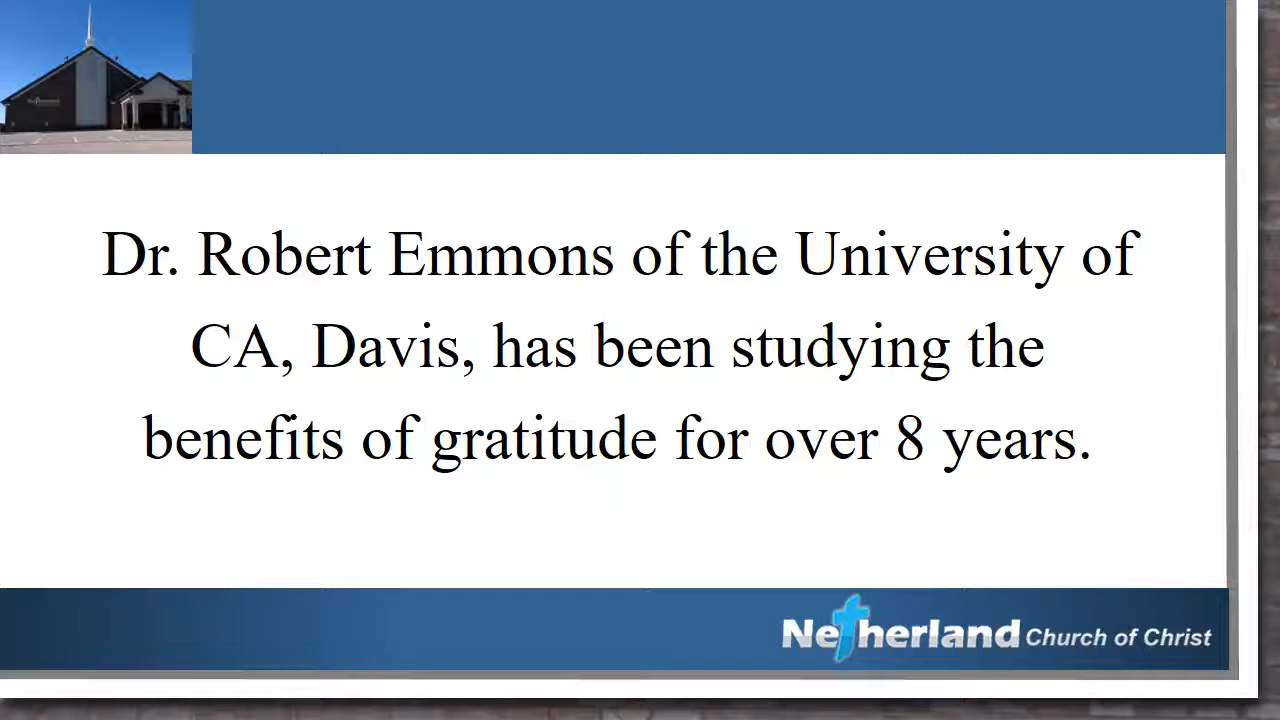 Dr. Robert Emmons of the University of
CA, Davis, has been studying the
benefits of gratitude for over 8 years.
Netherland Church of Christ